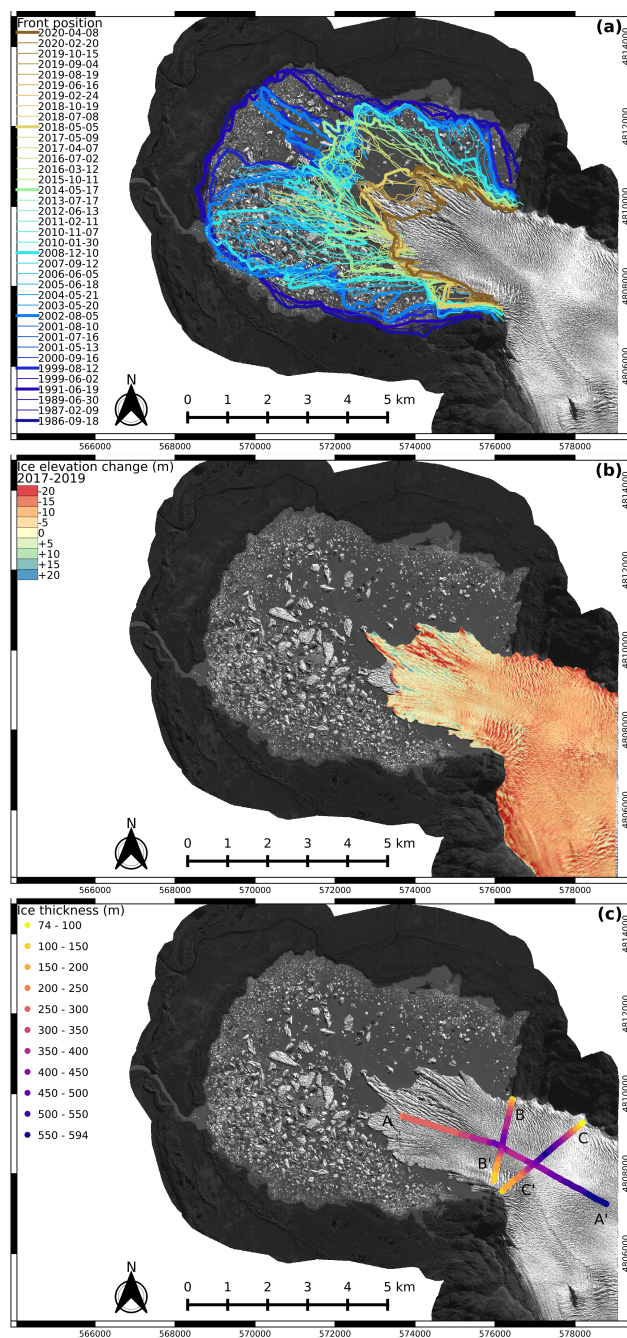 Front position
(a)
2020-04-08
2020-02-20
2019-10-15
2019-09-04
2019-08-19
2019-06-16
2019-02-24
2018-10-19
2018-07-08
2018-05-05
2017-05-09
2017-04-07
2016-07-02
2016-03-12
2015-10-11
2014-05-17
2013-07-17
2012-06-13
2011-02-11
2010-11-07
2010-01-30
2008-12-10
2007-09-12
2006-06-05
2005-06-18
2004-05-21
2003-05-20
2002-08-05
2001-08-10
2001-07-16
2001-05-13
2000-09-16
1999-08-12
1999-06-02
1991-06-19
1989-06-30
1987-02-09
1986-09-18
N
0 1 2 3 4 5 km
4814000
4812000
4810000
4808000
4806000
566000 568000 570000 572000 574000 576000 578000
Ice elevation change (m)
2017-2019
(b)
-20
-15
-10
-5
0
+5
+10
+15
+20
N
0 1 2 3 4 5 km
4814000
4812000
4810000
4808000
4806000
566000 568000 570000 572000 574000 576000 578000
Ice thickness (m)
(c)
74 - 100
100 - 150
150 - 200
200 - 250
250 - 300
300 - 350
350 - 400
400 - 450
450 - 500
500 - 550
550 - 594
A
B
C
B'
C'
A'
N
0 1 2 3 4 5 km
4814000
4812000
4810000
4808000
4806000
566000 568000 570000 572000 574000 576000 578000